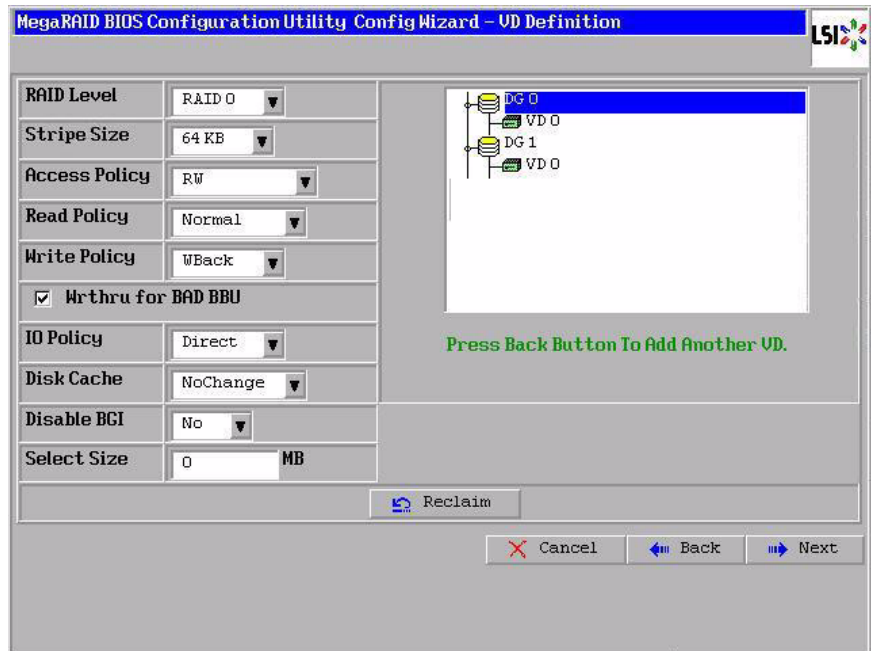 MegaRAID BIOS Configuration Utility Config Wizard - VD Definition
LSI
RAID Level RAID 0
Stripe Size 64 KB
Access Policy RW
Read Policy Normal
Write Policy WBack
Wrthru for BAD BBU
IO Policy Direct
Disk Cache NoChange
Disable BGI No
Select Size 0 MB
DG 0
VD 0
DG 1
VD 0
Press Back Button To Add Another VD.
Reclaim
Cancel Back Next